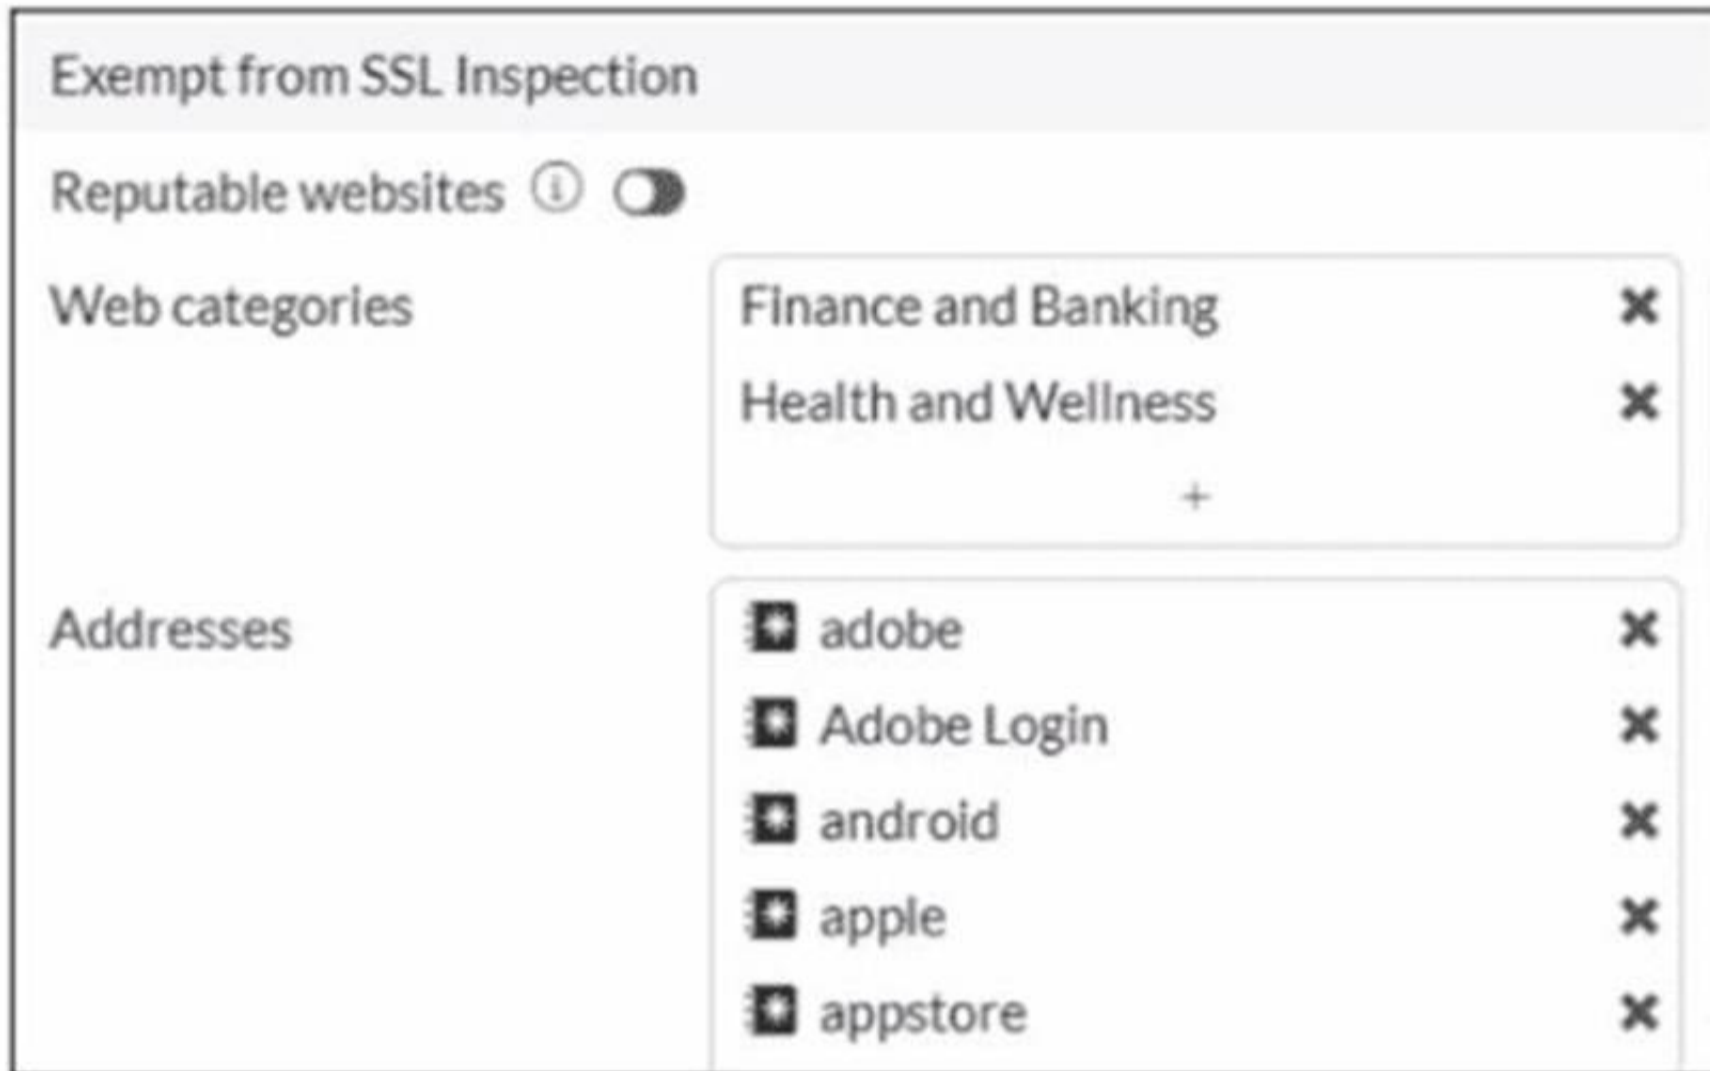 Exempt from SSL Inspection
Reputable websites
Web categories
Finance and Banking
Health and Wellness
+
Addresses
adobe
Adobe Login
android
apple
appstore